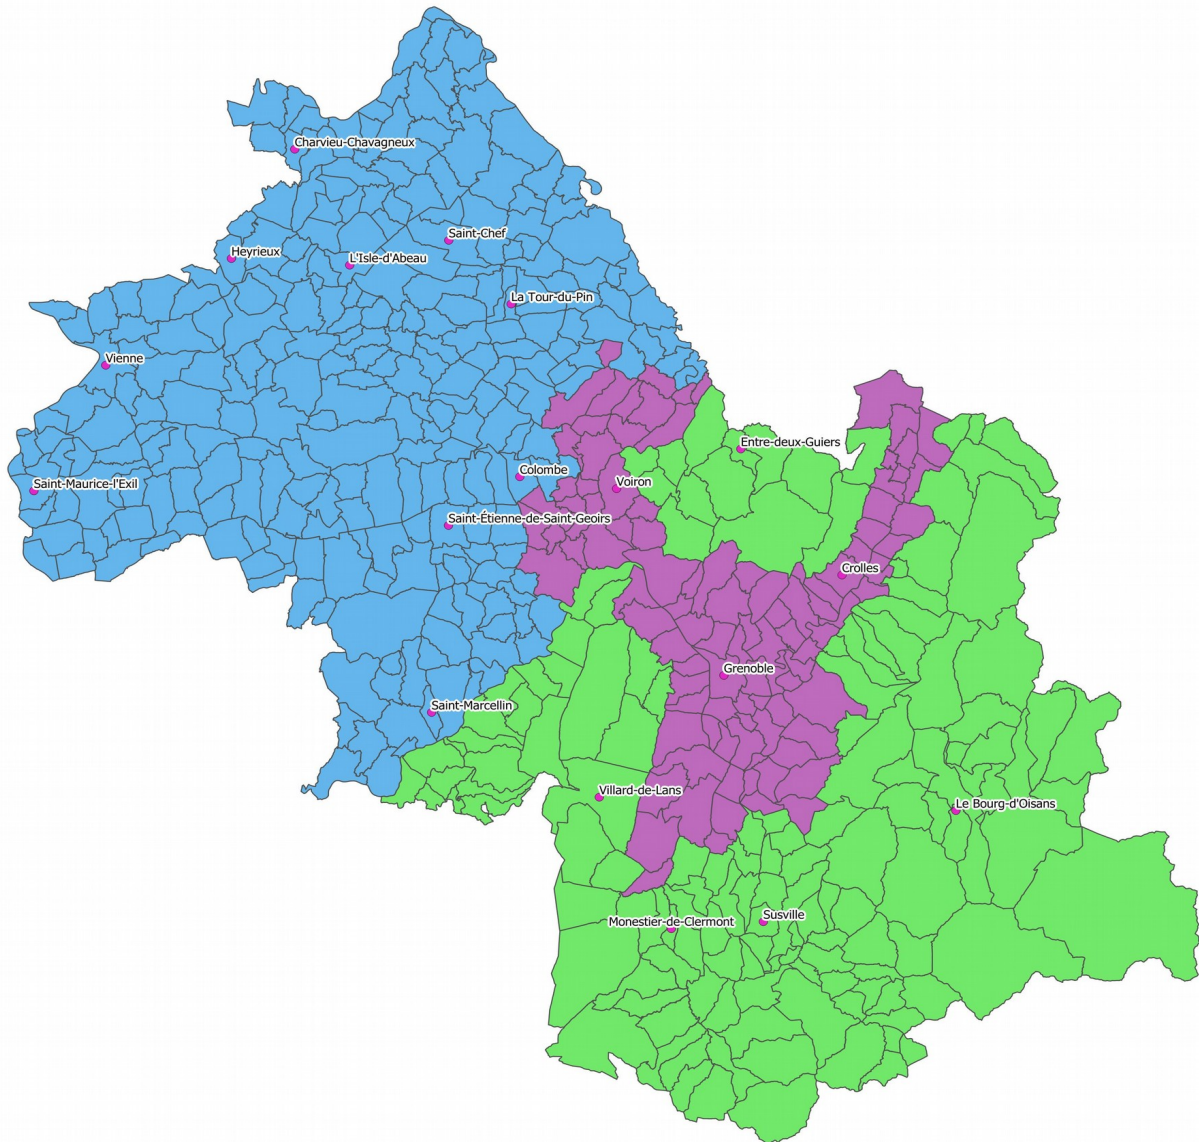 Charvieu-Chavagneux
Saint-Chef
Heyrieux
L'Isle-d'Abeau
La Tour-du-Pin
Vienne
Entre-deux-Guiers
Colombe
Voiron
Saint-Maurice-l'Exil
Saint-Étienne-de-Saint-Geoirs
Crolles
Grenoble
Saint-Marcellin
Villard-de-Lans
Le Bourg-d'Oisans
Monestier-de-Clermont
Susville